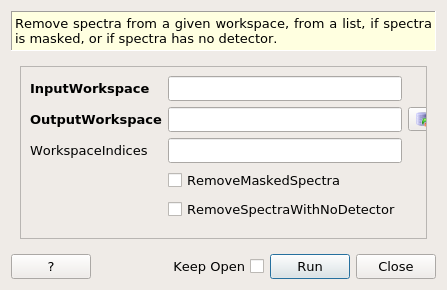 Remove spectra from a given workspace, from a list, if spectra
is masked, or if spectra has no detector.
InputWorkspace
OutputWorkspace
WorkspaceIndices
RemoveMaskedSpectra
RemoveSpectraWithNoDetector
? Keep Open Run Close